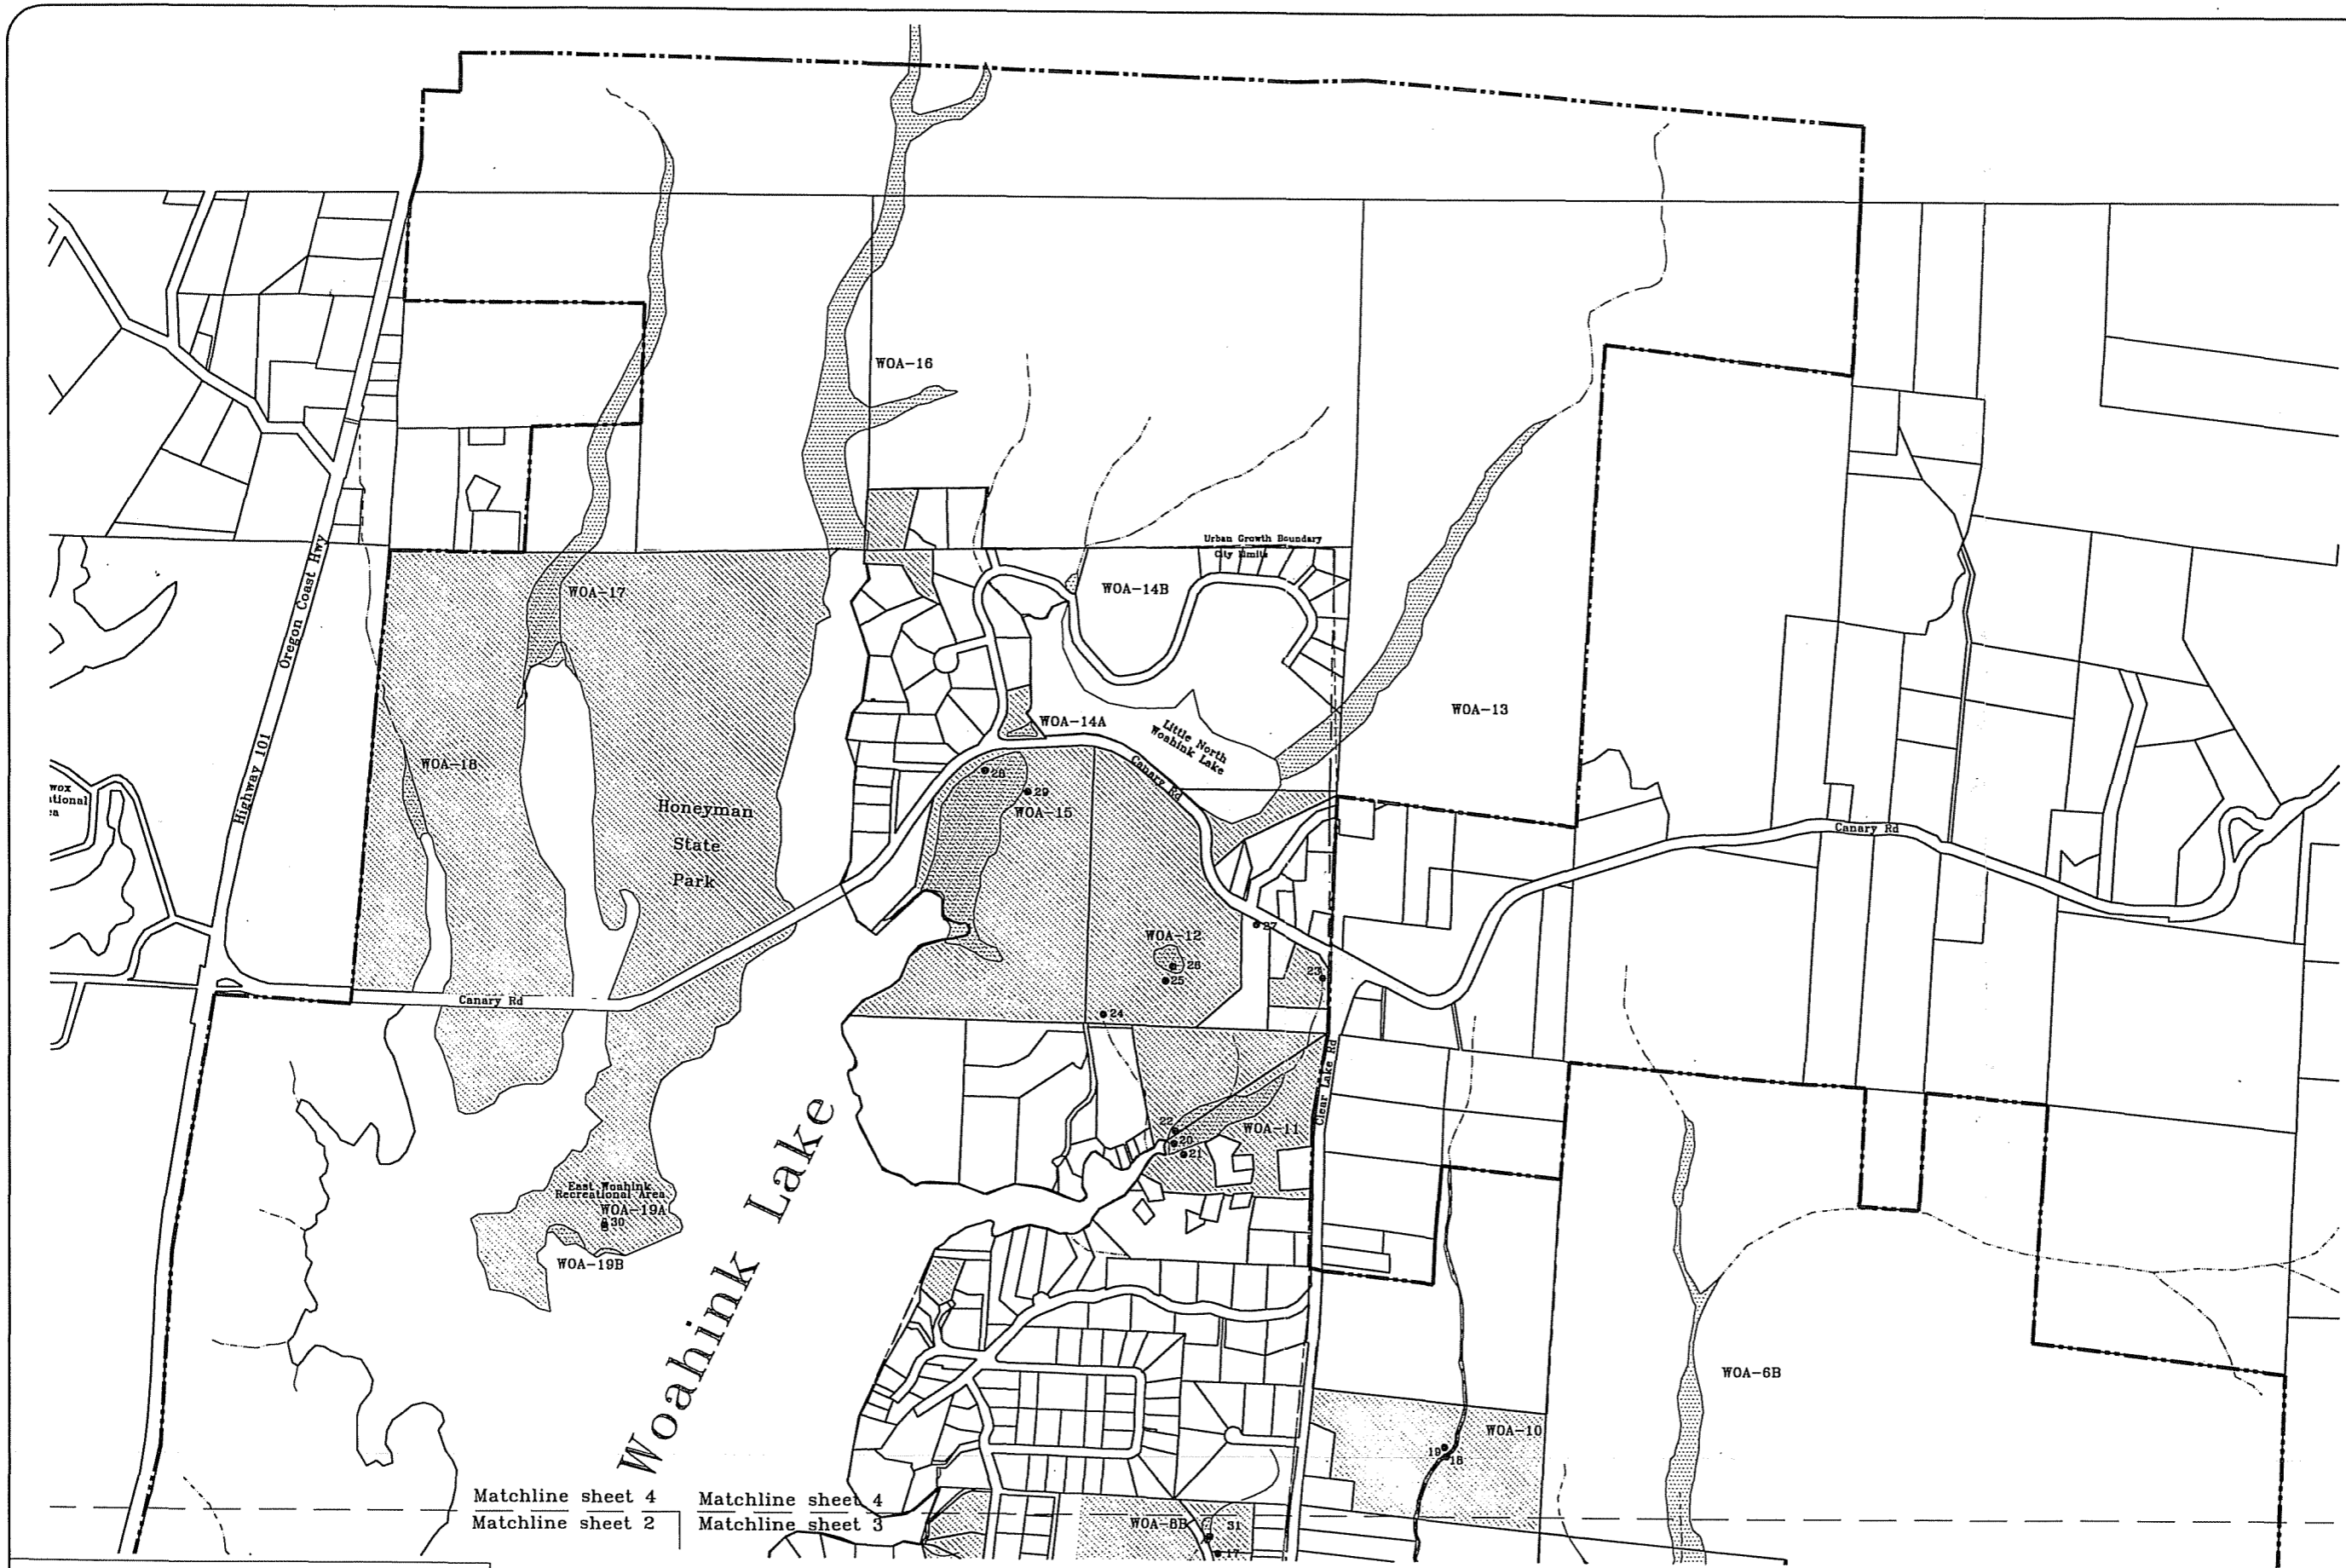 WOA-16
Urban Growth Boundary
City limits
WOA-17
WOA-14B
Oregon Coast Hwy
Highway 101
WOA-14A
Little North
Woahink Lake
WOA-13
WOA-18
Canary Rd
28
29
WOA-15
Honeyman
State
Park
Canary Rd
27
WOA-12
26
25
23
24
Canary Rd
Clear Lake Rd
22
20
21
WOA-11
East Woahink
Recreational Area
WOA-19A
30
WOA-19B
Woahink Lake
WOA-6B
WOA-10
19
18
Matchline sheet 4
Matchline sheet 2
Matchline sheet 4
Matchline sheet 3
WOA-8B
31
17